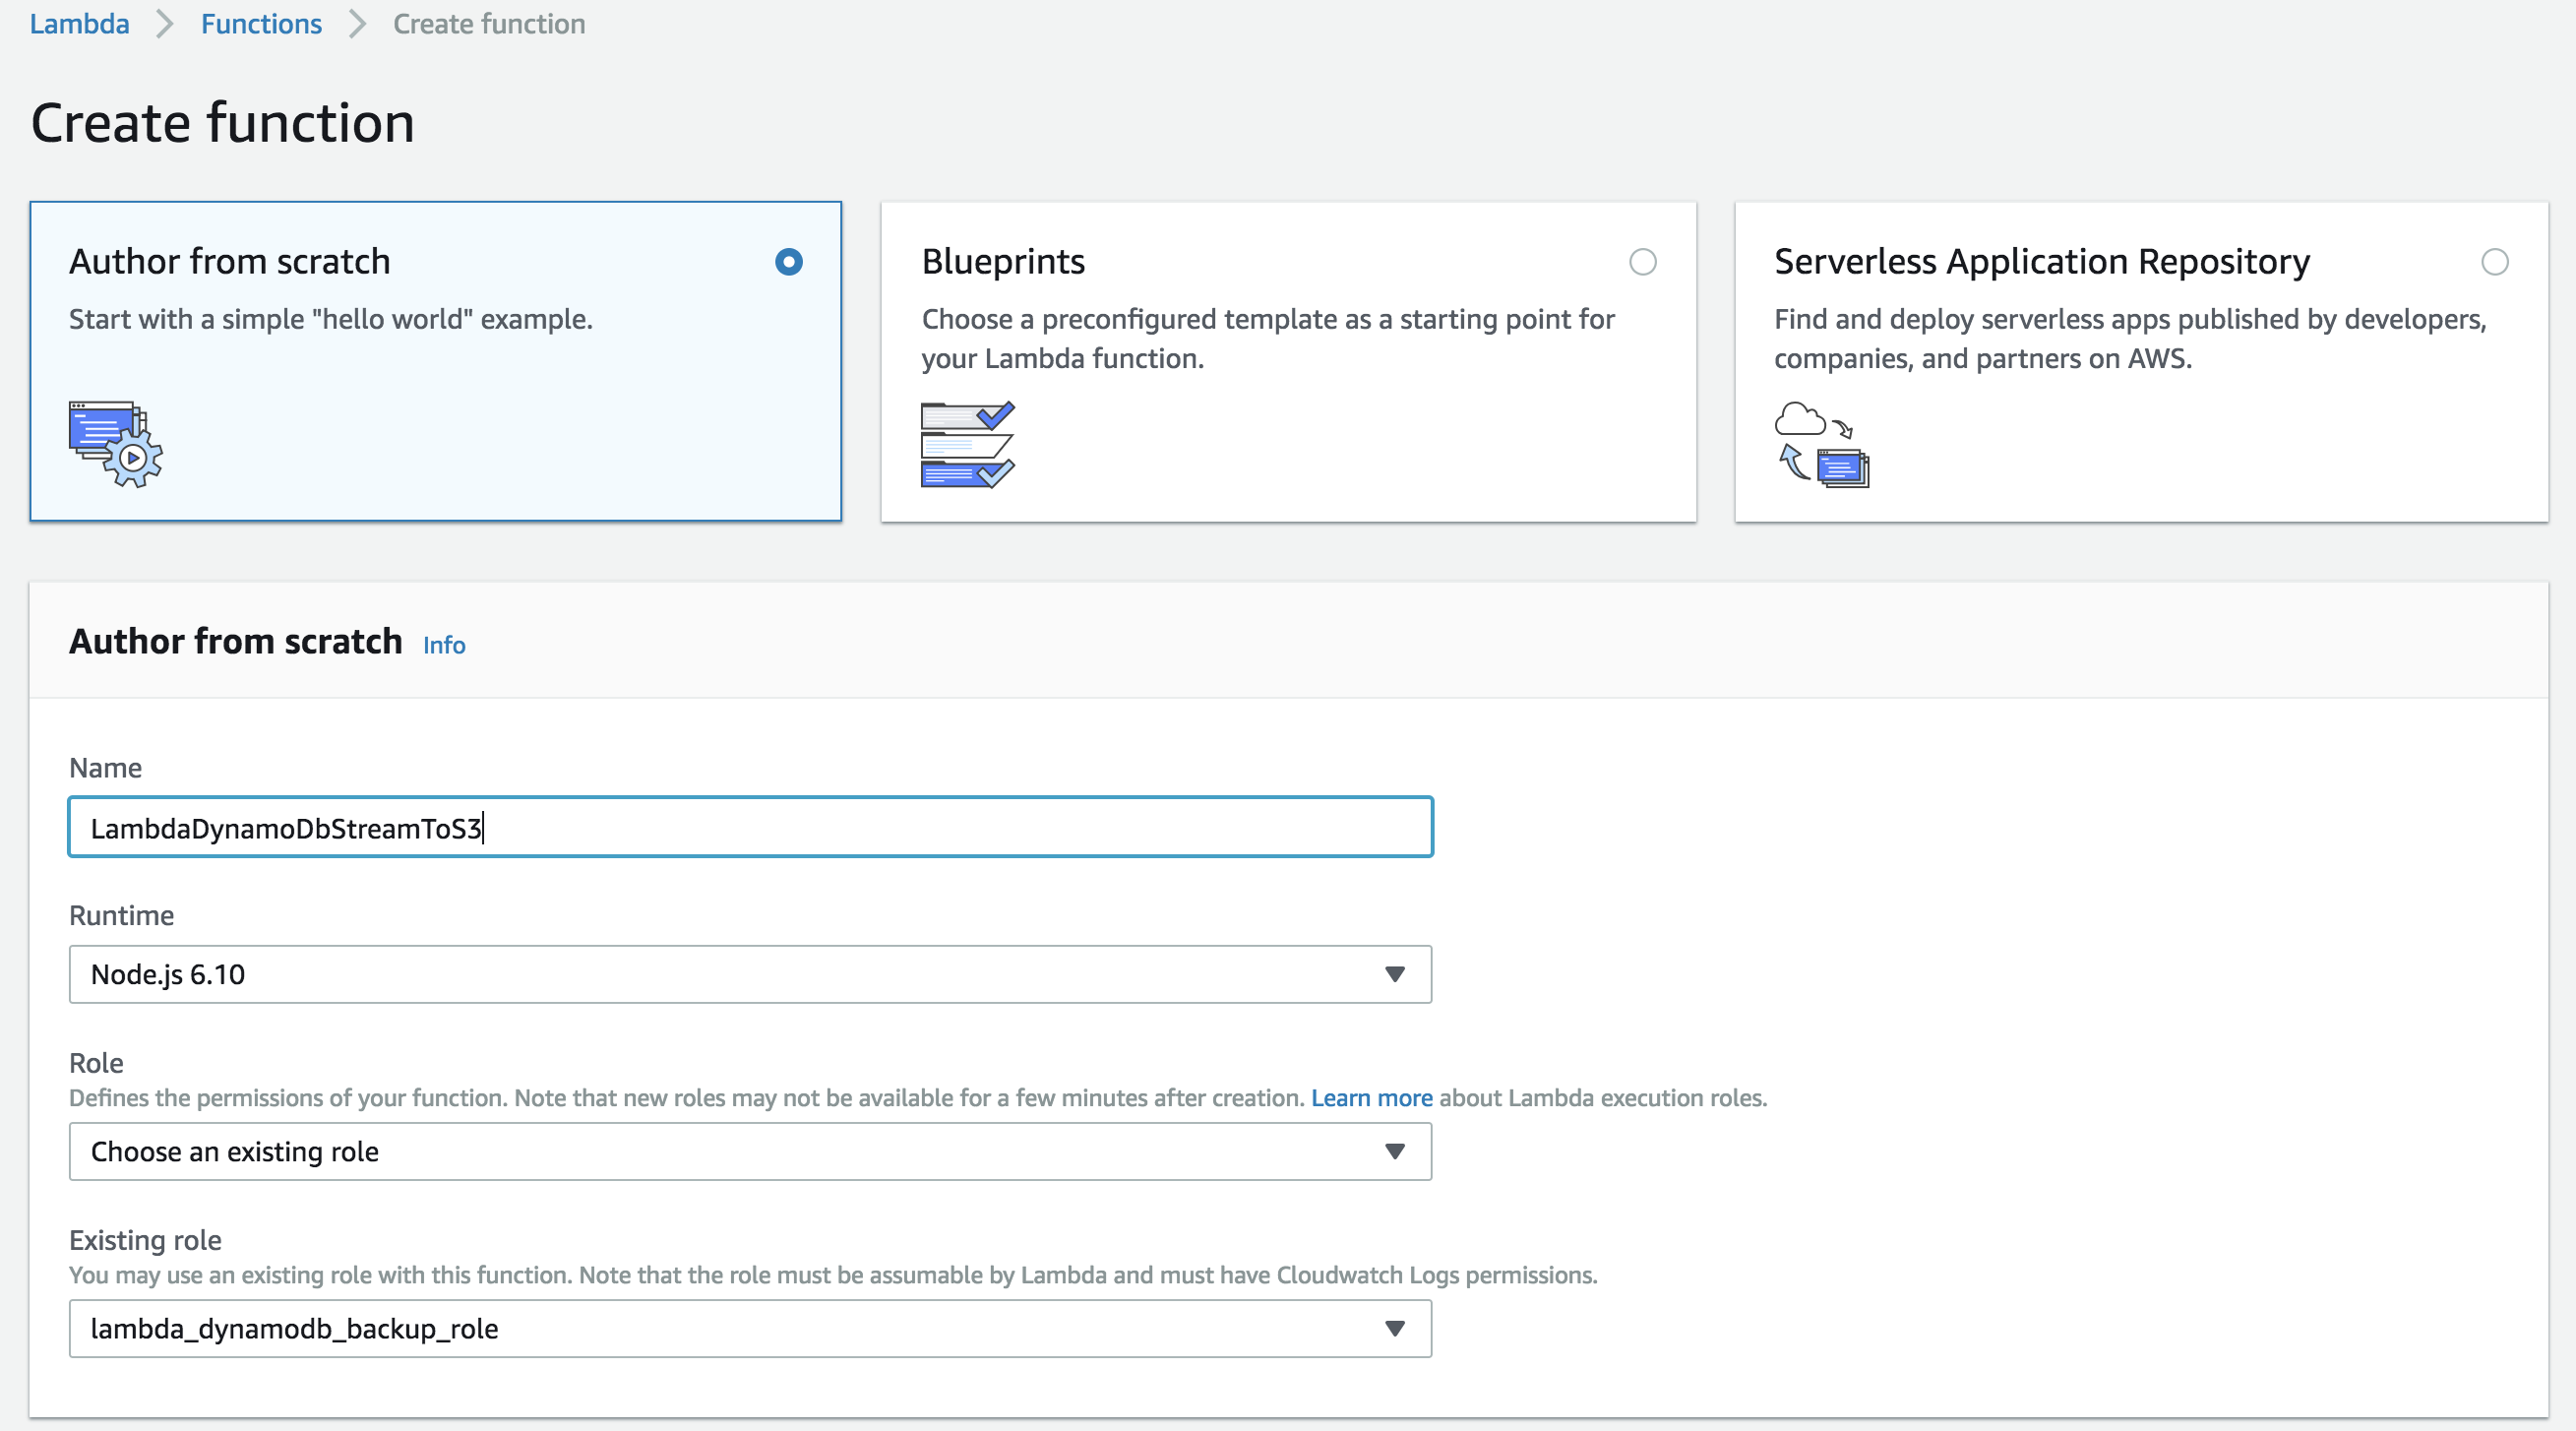 Lambda > Functions > Create function
Create function
Author from scratch
Start with a simple "hello world" example.
Blueprints
Choose a preconfigured template as a starting point for
your Lambda function.
Serverless Application Repository
Find and deploy serverless apps published by developers,
companies, and partners on AWS.
Author from scratch Info
Name
LambdaDynamoDbStreamToS3
Runtime
Node.js 6.10
Role
Defines the permissions of your function. Note that new roles may not be available for a few minutes after creation. Learn more about Lambda execution roles.
Choose an existing role
Existing role
You may use an existing role with this function. Note that the role must be assumable by Lambda and must have Cloudwatch Logs permissions.
lambda_dynamodb_backup_role